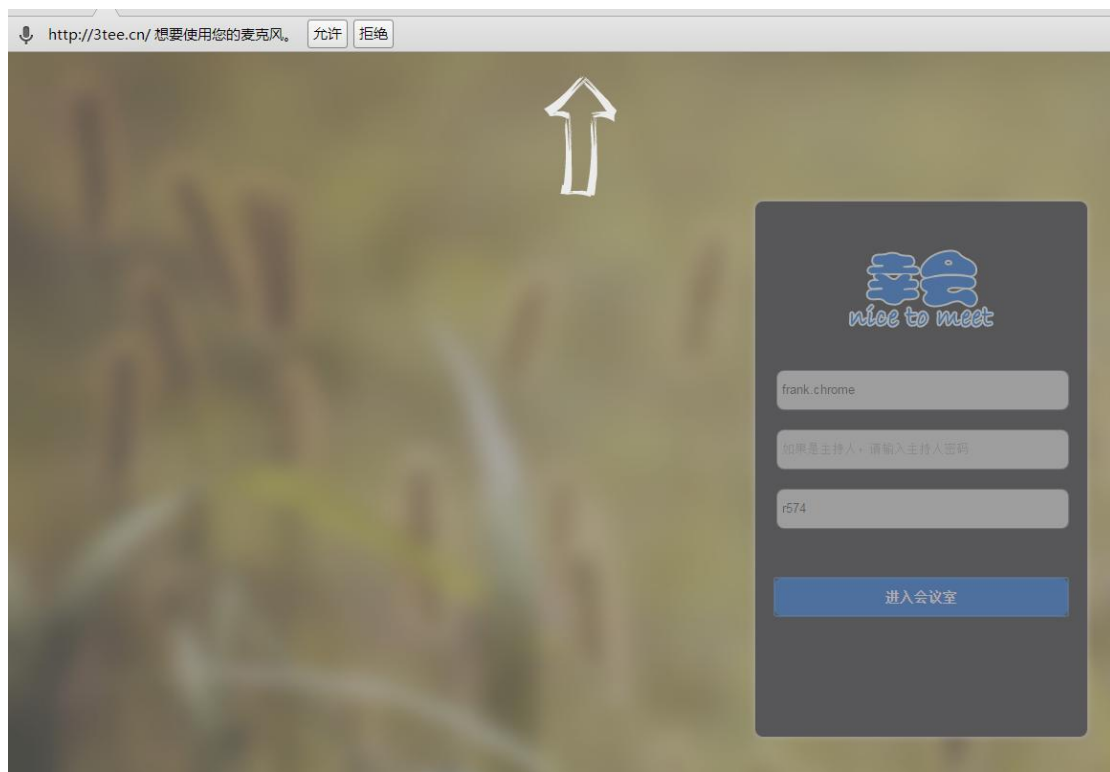 http://3tee.cn/ 想要使用您的麦克风。 允许 拒绝
幸会
nice to meet
frank.chrome
如果是主持人，请输入主持人密码
r574
进入会议室